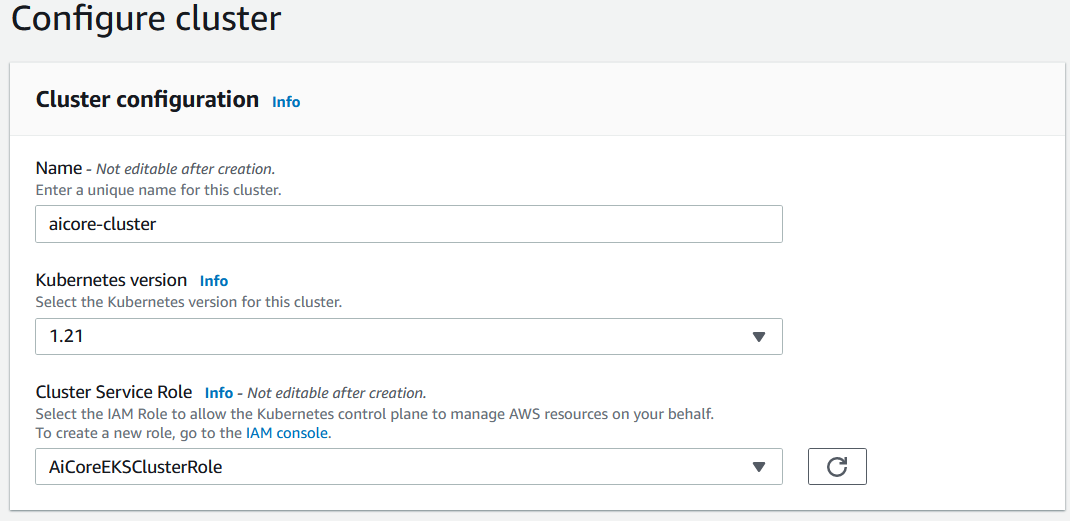 Configure cluster
Cluster configuration Info
Name - Not editable after creation.
Enter a unique name for this cluster.
aicore-cluster
Kubernetes version Info
Select the Kubernetes version for this cluster.
1.21
Cluster Service Role Info - Not editable after creation.
Select the IAM Role to allow the Kubernetes control plane to manage AWS resources on your behalf.
To create a new role, go to the IAM console.
AiCoreEKSClusterRole